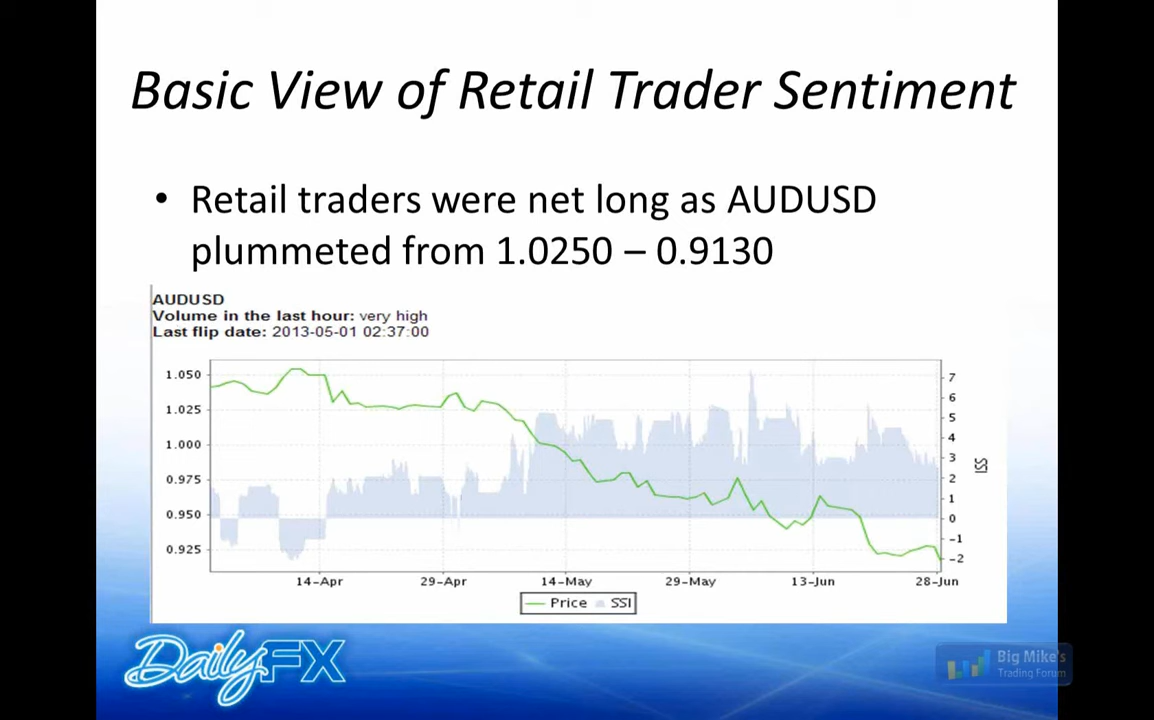 Basic View of Retail Trader Sentiment
• Retail traders were net long as AUDUSD
plummeted from 1.0250 – 0.9130
AUDUSD
Volume in the last hour: very high
Last flip date: 2013-05-01 02:37:00
1.050
1.025
1.000
0.975
0.950
0.925
7
6
5
4
3
2
1
0
-1
-2
SSI
14-Apr 29-Apr 14-May 29-May 13-Jun 28-Jun
Price SSI
DailyFX
Big Mike's
Trading Forum